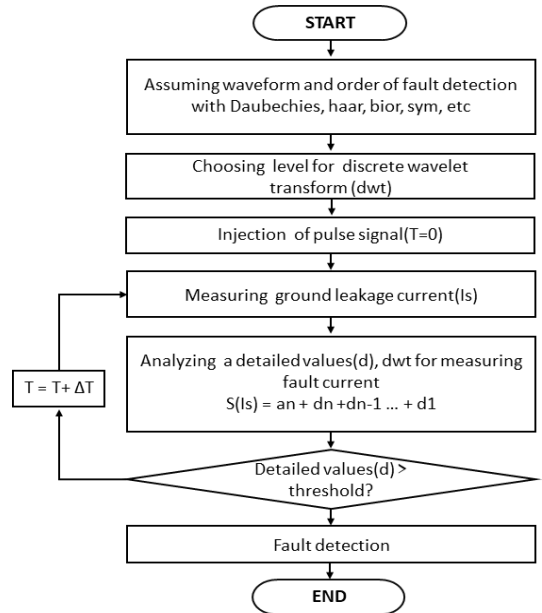 START
Assuming waveform and order of fault detection
with Daubechies, haar, bior, sym, etc
Choosing level for discrete wavelet
transform (dwt)
Injection of pulse signal(T=0)
Measuring ground leakage current(Is)
Analyzing a detailed values(d), dwt for measuring
fault current
S(Is) = an + dn +dn-1 ... + d1
T = T+ ΔT
Detailed values(d) >
threshold?
Fault detection
END